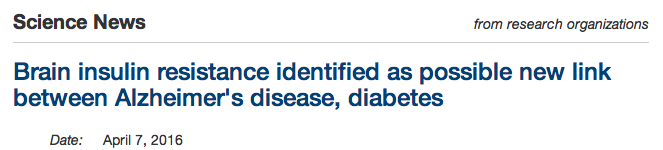 Science News
from research organizations
Brain insulin resistance identified as possible new link
between Alzheimer's disease, diabetes
Date: April 7, 2016